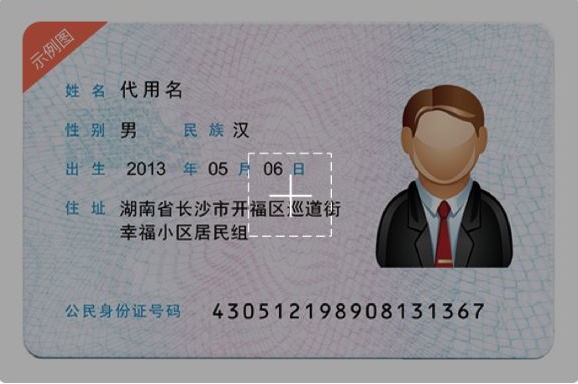 示例图
姓名 代用名
性别 男 民族 汉
出生 2013 年 05 月 06 日
住址 湖南省长沙市开福区巡道街
幸福小区居民组
公民身份证号码 430512198908131367